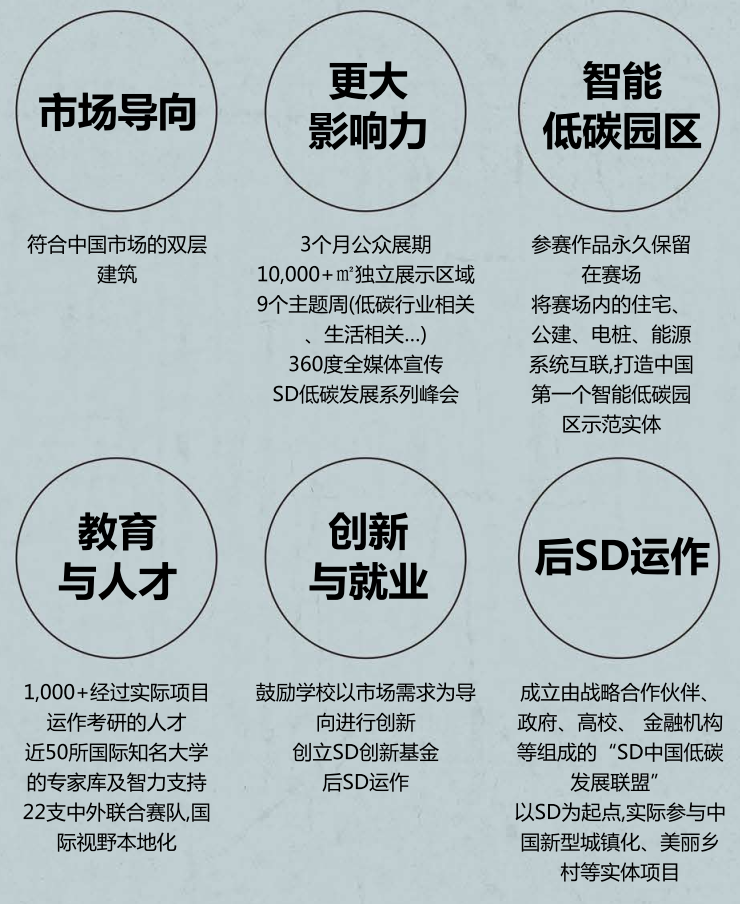 市场导向
符合中国市场的双层
建筑
更大
影响力
3个月公众展期
10,000+㎡独立展示区域
9个主题周(低碳行业相关
、生活相关...)
360度全媒体宣传
SD低碳发展系列峰会
智能
低碳园区
参赛作品永久保留
在赛场
将赛场内的住宅、
公建、电桩、能源
系统互联,打造中国
第一个智能低碳园
区示范实体
教育
与人才
1,000+经过实际项目
运作考研的人才
近50所国际知名大学
的专家库及智力支持
22支中外联合赛队,国
际视野本地化
创新
与就业
鼓励学校以市场需求为导
向进行创新
创立SD创新基金
后SD运作
后SD运作
成立由战略合作伙伴、
政府、高校、 金融机构
等组成的“SD中国低碳
发展联盟”
以SD为起点,实际参与中
国新型城镇化、美丽乡
村等实体项目